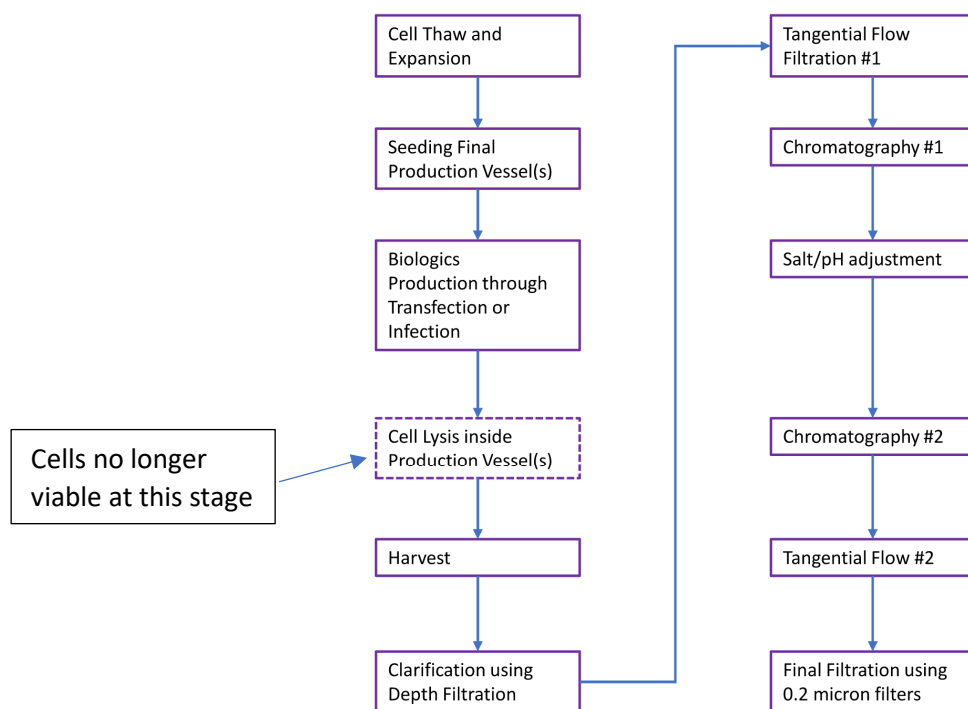 Cell Thaw and
Expansion
Seeding Final
Production Vessel(s)
Biologics
Production through
Transfection or
Infection
Cells no longer
viable at this stage
Cell Lysis inside
Production Vessel(s)
Harvest
Clarification using
Depth Filtration
Tangential Flow
Filtration #1
Chromatography #1
Salt/pH adjustment
Chromatography #2
Tangential Flow #2
Final Filtration using
0.2 micron filters